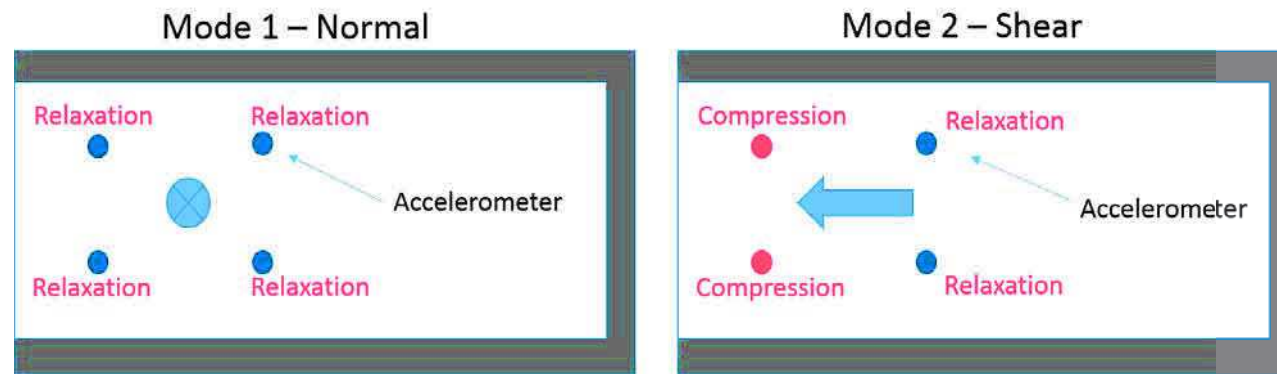 Mode 1 – Normal
Relaxation
Relaxation
Accelerometer
Relaxation
Relaxation
Mode 2 – Shear
Compression
Relaxation
Accelerometer
Compression
Relaxation